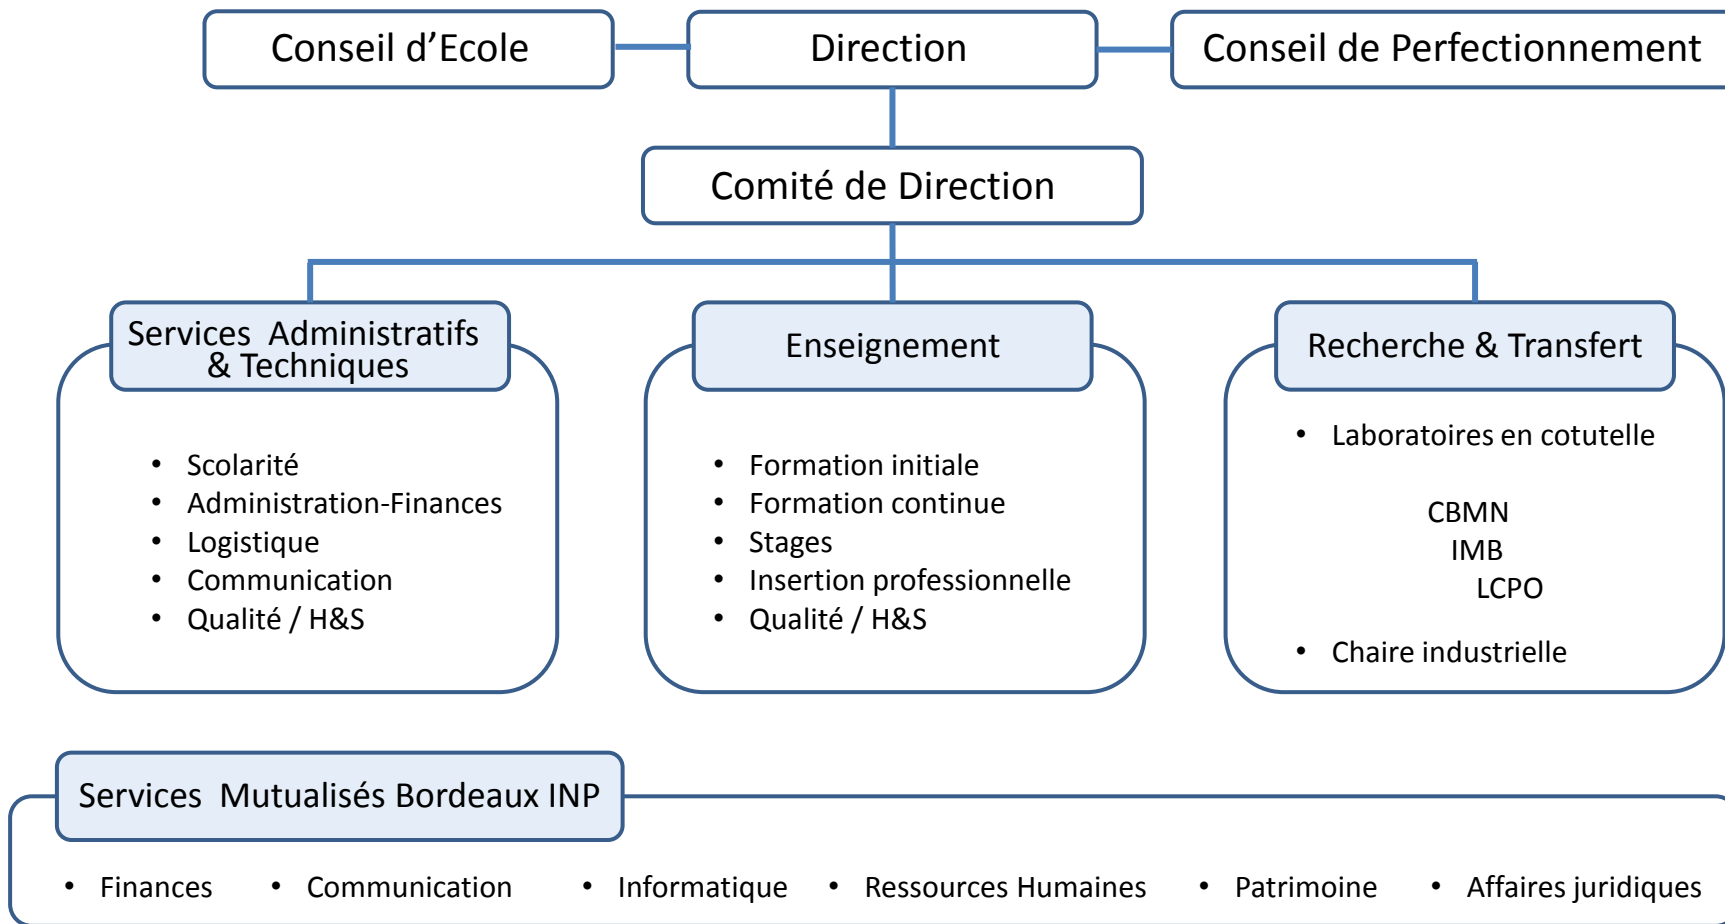 Conseil d’Ecole
Direction
Conseil de Perfectionnement
Comité de Direction
Services Administratifs
& Techniques
• Scolarité
• Administration-Finances
• Logistique
• Communication
• Qualité / H&S
Enseignement
• Formation initiale
• Formation continue
• Stages
• Insertion professionnelle
• Qualité / H&S
Recherche & Transfert
• Laboratoires en cotutelle
CBMN
IMB
LCPO
• Chaire industrielle
Services Mutualisés Bordeaux INP
• Finances • Communication • Informatique • Ressources Humaines • Patrimoine • Affaires juridiques